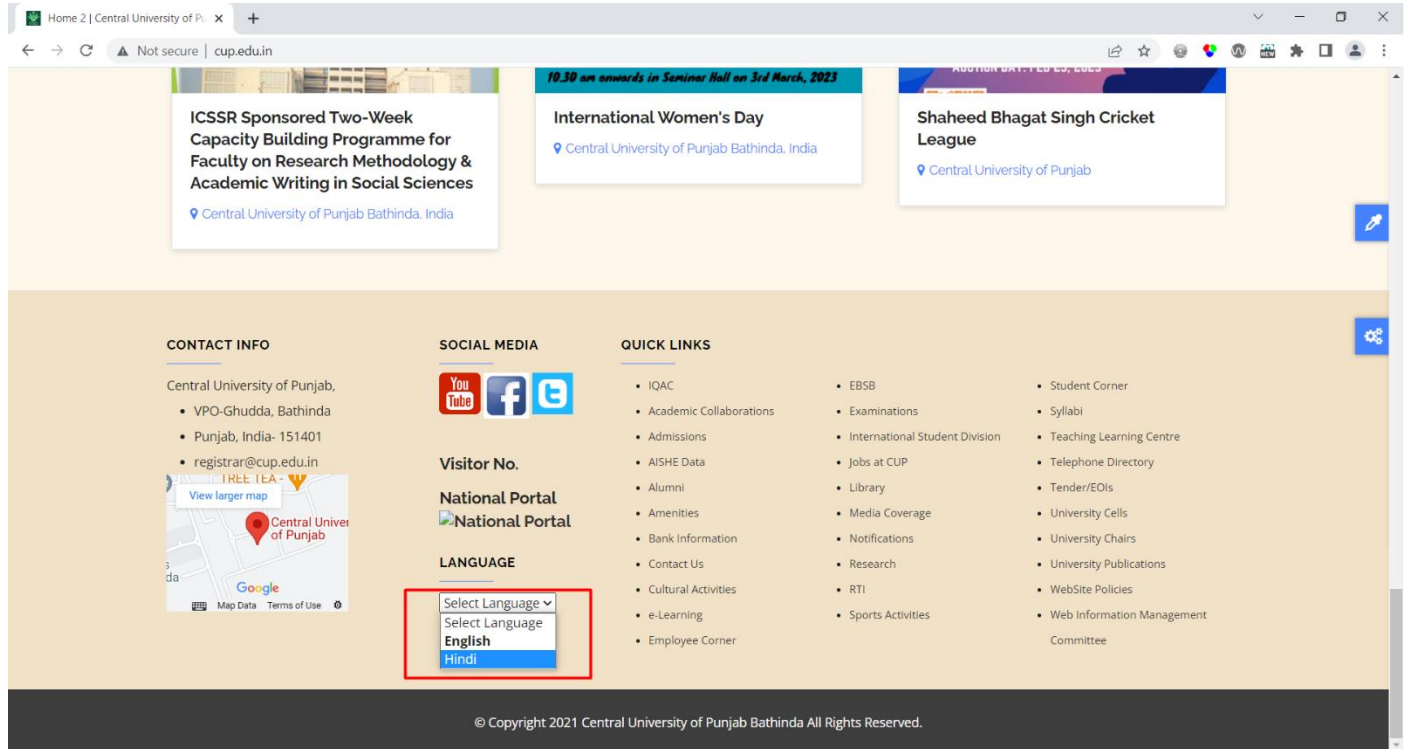 Home 2 | Central University of Pu
Not secure | cup.edu.in
10.30 am onwards in Seminar Hall on 3rd March, 2023
AUCTION DAY: FEB 25, 2023
ICSSR Sponsored Two-Week
Capacity Building Programme for
Faculty on Research Methodology &
Academic Writing in Social Sciences
Central University of Punjab Bathinda, India
International Women's Day
Central University of Punjab Bathinda, India
Shaheed Bhagat Singh Cricket
League
Central University of Punjab
CONTACT INFO
Central University of Punjab,
• VPO-Ghudda, Bathinda
• Punjab, India- 151401
• registrar@cup.edu.in
TREE TEA -
View larger map
Central Univer
of Punjab
da
Google
Map Data Terms of Use
SOCIAL MEDIA
You
Tube
Visitor No.
National Portal
National Portal
LANGUAGE
Select Language
Select Language
English
Hindi
QUICK LINKS
• IQAC
• Academic Collaborations
• Admissions
• AISHE Data
• Alumni
• Amenities
• Bank Information
• Contact Us
• Cultural Activities
• e-Learning
• Employee Corner
• EBSB
• Examinations
• International Student Division
• Jobs at CUP
• Library
• Media Coverage
• Notifications
• Research
• RTI
• Sports Activities
• Student Corner
• Syllabi
• Teaching Learning Centre
• Telephone Directory
• Tender/EOIs
• University Cells
• University Chairs
• University Publications
• WebSite Policies
• Web Information Management
Committee
© Copyright 2021 Central University of Punjab Bathinda All Rights Reserved.